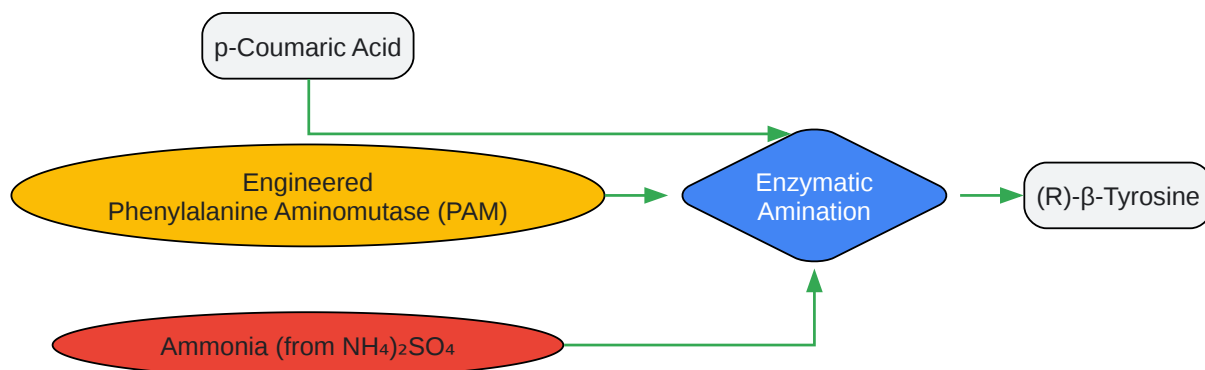 p-Coumaric Acid
Engineered
Phenylalanine Aminomutase (PAM)
Enzymatic
Amination
(R)-β-Tyrosine
Ammonia (from NH₄)₂SO₄